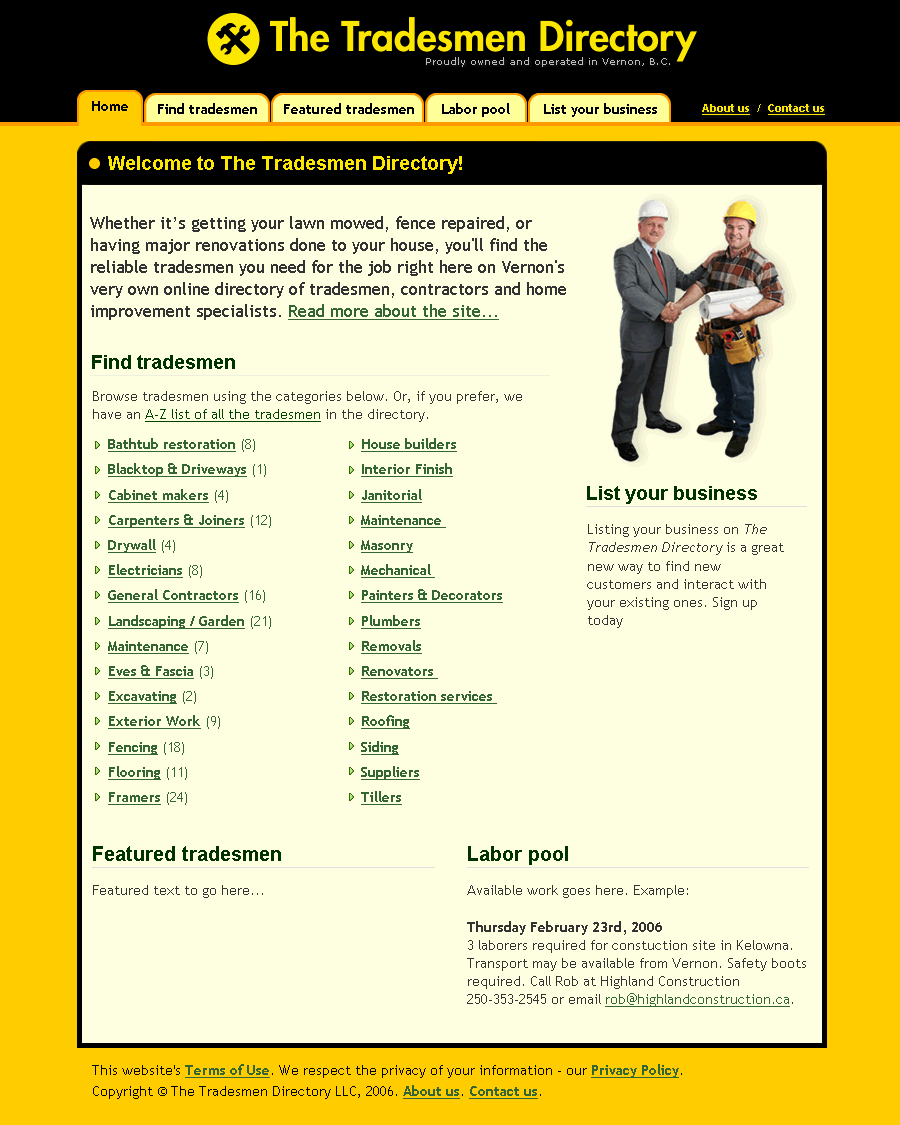 The Tradesmen Directory
Proudly owned and operated in Vernon, B.C.
Home
Find tradesmen
Featured tradesmen
Labor pool
List your business
About us / Contact us
Welcome to The Tradesmen Directory!
Whether it's getting your lawn mowed, fence repaired, or
having major renovations done to your house, you'll find the
reliable tradesmen you need for the job right here on Vernon's
very own online directory of tradesmen, contractors and home
improvement specialists. Read more about the site...
Find tradesmen
Browse tradesmen using the categories below. Or, if you prefer, we
have an A-Z list of all the tradesmen in the directory.
Bathtub restoration (8)
Blacktop & Driveways (1)
Cabinet makers (4)
Carpenters & Joiners (12)
Drywall (4)
Electricians (8)
General Contractors (16)
Landscaping / Garden (21)
Maintenance (7)
Eves & Fascia (3)
Excavating (2)
Exterior Work (9)
Fencing (18)
Flooring (11)
Framers (24)
House builders
Interior Finish
Janitorial
Maintenance
Masonry
Mechanical
Painters & Decorators
Plumbers
Removals
Renovators
Restoration services
Roofing
Siding
Suppliers
Tillers
List your business
Listing your business on The
Tradesmen Directory is a great
new way to find new
customers and interact with
your existing ones. Sign up
today
Featured tradesmen
Featured text to go here...
Labor pool
Available work goes here. Example:
Thursday February 23rd, 2006
3 laborers required for constuction site in Kelowna.
Transport may be available from Vernon. Safety boots
required. Call Rob at Highland Construction
250-353-2545 or email rob@highlandconstruction.ca.
This website's Terms of Use. We respect the privacy of your information - our Privacy Policy.
Copyright © The Tradesmen Directory LLC, 2006. About us. Contact us.